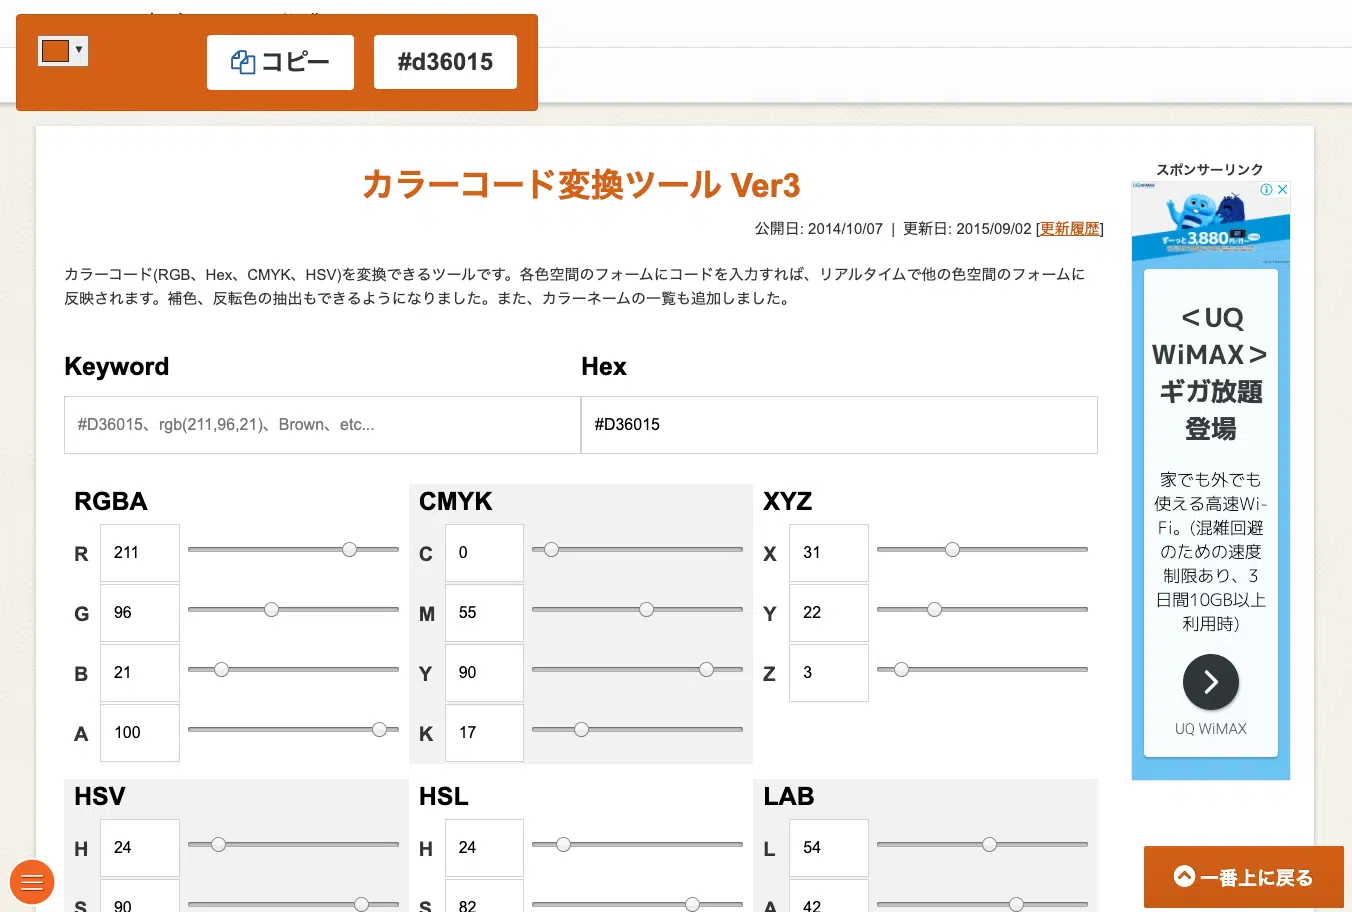 コピー
#d36015
カラーコード変換ツール Ver3
公開日: 2014/10/07 | 更新日: 2015/09/02 [更新履歴]
カラーコード(RGB、Hex、CMYK、HSV)を変換できるツールです。各色空間のフォームにコードを入力すれば、リアルタイムで他の色空間のフォームに
反映されます。補色、反転色の抽出もできるようになりました。また、カラーネームの一覧も追加しました。
Keyword
Hex
#D36015、rgb(211,96,21)、Brown、etc...
#D36015
RGBA
R 211
G 96
B 21
A 100
CMYK
C 0
M 55
Y 90
K 17
XYZ
X 31
Y 22
Z 3
HSV
H 24
S 90
HSL
H 24
S 82
LAB
L 54
A 42
スポンサーリンク
ずーっと3,880円/月
＜UQ
WiMAX＞
ギガ放題
登場
家でも外でも
使える高速Wi-
Fi。(混雑回避
のための速度
制限あり、3
日間10GB以上
利用時)
UQ WiMAX
一番上に戻る